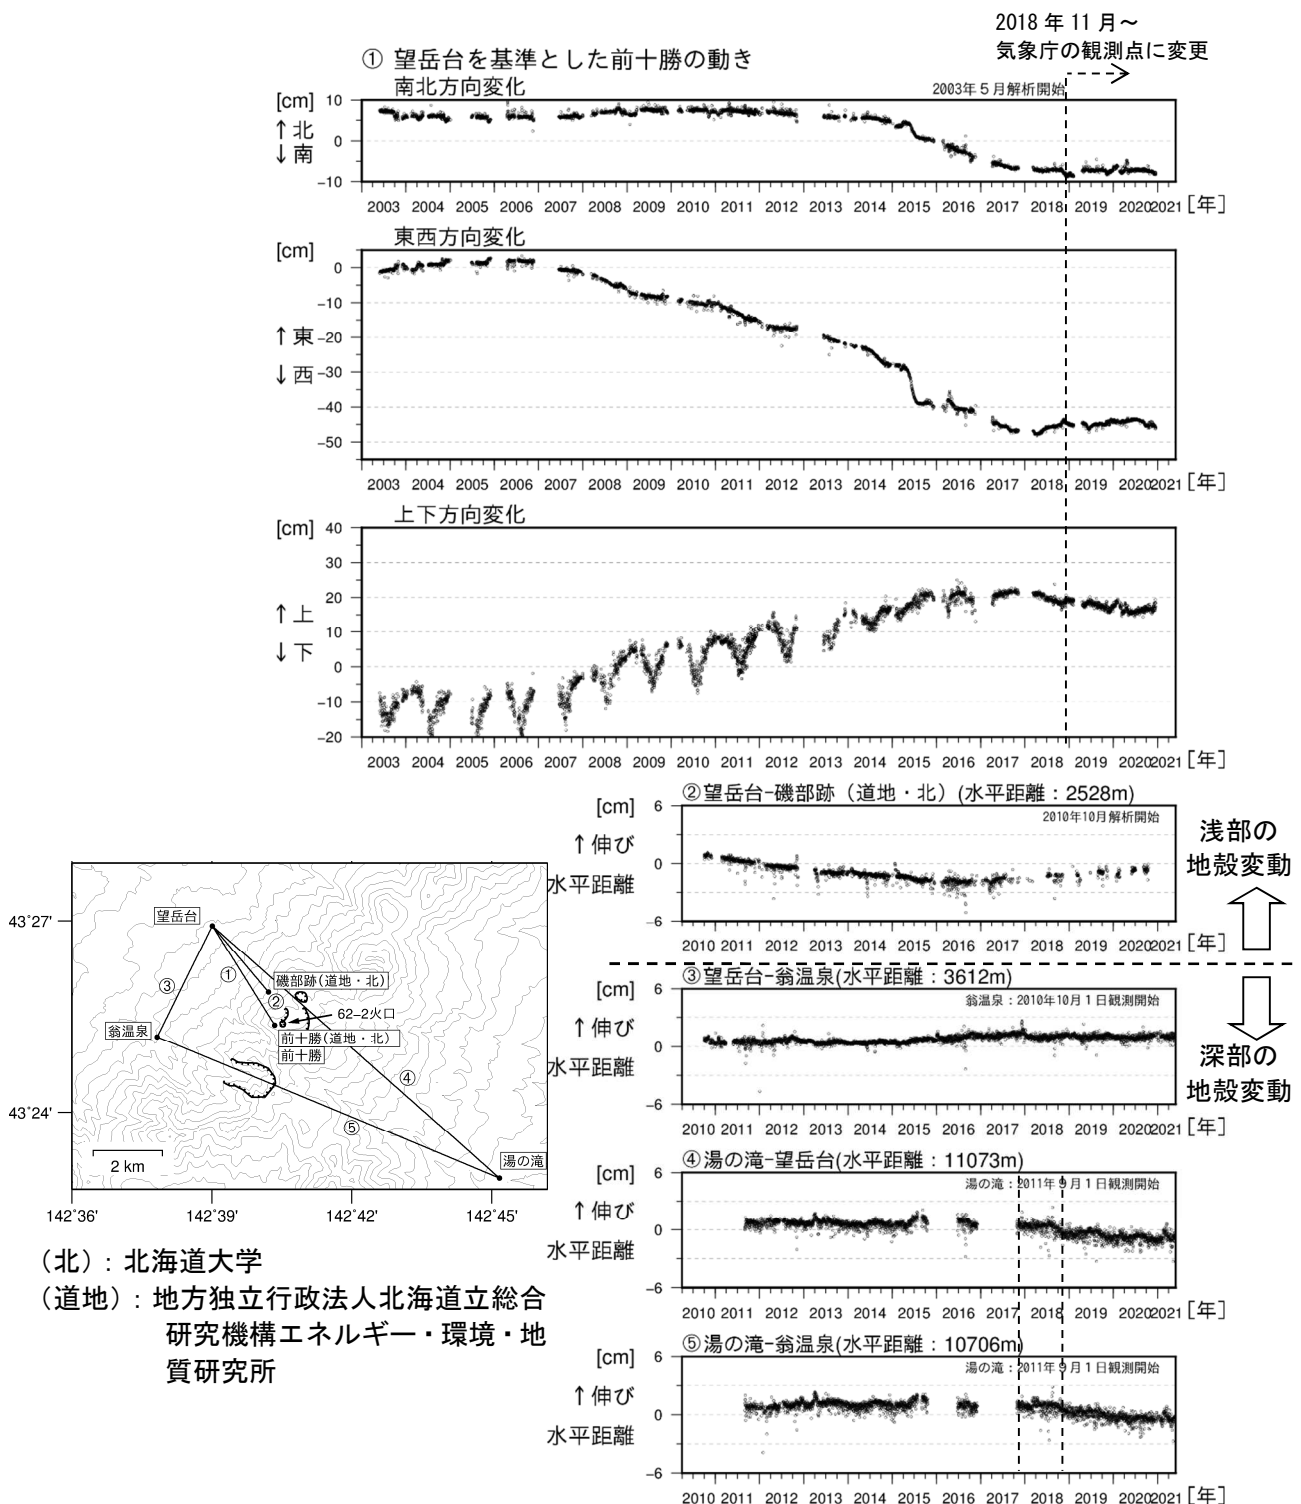 2018 年 11 月～
気象庁の観測点に変更
① 望岳台を基準とした前十勝の動き
南北方向変化
2003年５月解析開始
[cm]
↑北
↓南
10
0
−10
2003 2004 2005 2006 2007 2008 2009 2010 2011 2012 2013 2014 2015 2016 2017 2018 2019 2020 2021 [年]
東西方向変化
[cm]
↑東
↓西
0
−10
−20
−30
−40
−50
2003 2004 2005 2006 2007 2008 2009 2010 2011 2012 2013 2014 2015 2016 2017 2018 2019 2020 2021 [年]
上下方向変化
[cm]
↑上
↓下
40
30
20
10
0
−10
−20
2003 2004 2005 2006 2007 2008 2009 2010 2011 2012 2013 2014 2015 2016 2017 2018 2019 2020 2021 [年]
②望岳台-磯部跡（道地・北）(水平距離：2528m)
2010年10月解析開始
[cm]
↑伸び
水平距離
6
0
−6
2010 2011 2012 2013 2014 2015 2016 2017 2018 2019 2020 2021 [年]
浅部の
地殻変動
③望岳台-翁温泉(水平距離：3612m)
翁温泉：2010年10月１日観測開始
[cm]
↑伸び
水平距離
6
0
−6
2010 2011 2012 2013 2014 2015 2016 2017 2018 2019 2020 2021 [年]
深部の
地殻変動
④湯の滝-望岳台(水平距離：11073m)
湯の滝：2011年９月１日観測開始
[cm]
↑伸び
水平距離
6
0
−6
2010 2011 2012 2013 2014 2015 2016 2017 2018 2019 2020 2021 [年]
⑤湯の滝-翁温泉(水平距離：10706m)
湯の滝：2011年９月１日観測開始
[cm]
↑伸び
水平距離
6
0
−6
2010 2011 2012 2013 2014 2015 2016 2017 2018 2019 2020 2021 [年]
43°27'
43°24'
望岳台
①
③
磯部跡(道地・北)
②
62−2火口
翁温泉
前十勝(道地・北)
前十勝
④
⑤
湯の滝
2 km
142°36' 142°39' 142°42' 142°45'
（北）：北海道大学
（道地）：地方独立行政法人北海道立総合
研究機構エネルギー・環境・地
質研究所